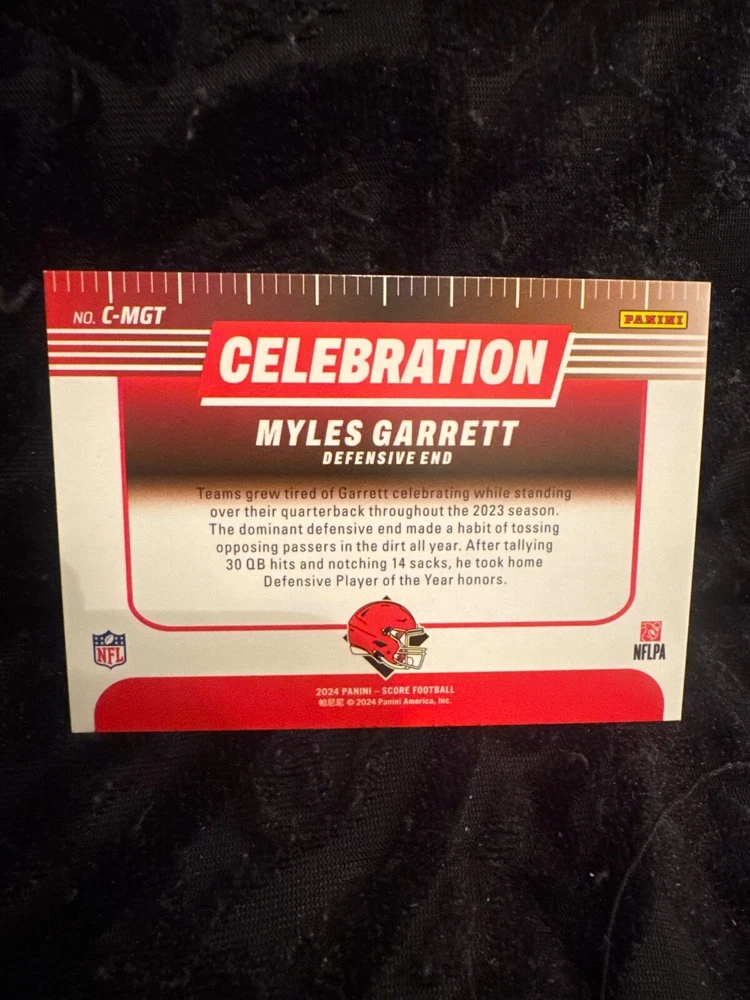 NO. C-MGT
PANINI
CELEBRATION
MYLES GARRETT
DEFENSIVE END
Teams grew tired of Garrett celebrating while standing
over their quarterback throughout the 2023 season.
The dominant defensive end made a habit of tossing
opposing passers in the dirt all year. After tallying
30 QB hits and notching 14 sacks, he took home
Defensive Player of the Year honors.
NFL
NFLPA
2024 PANINI – SCORE FOOTBALL
帕尼尼 © 2024 Panini America, Inc.